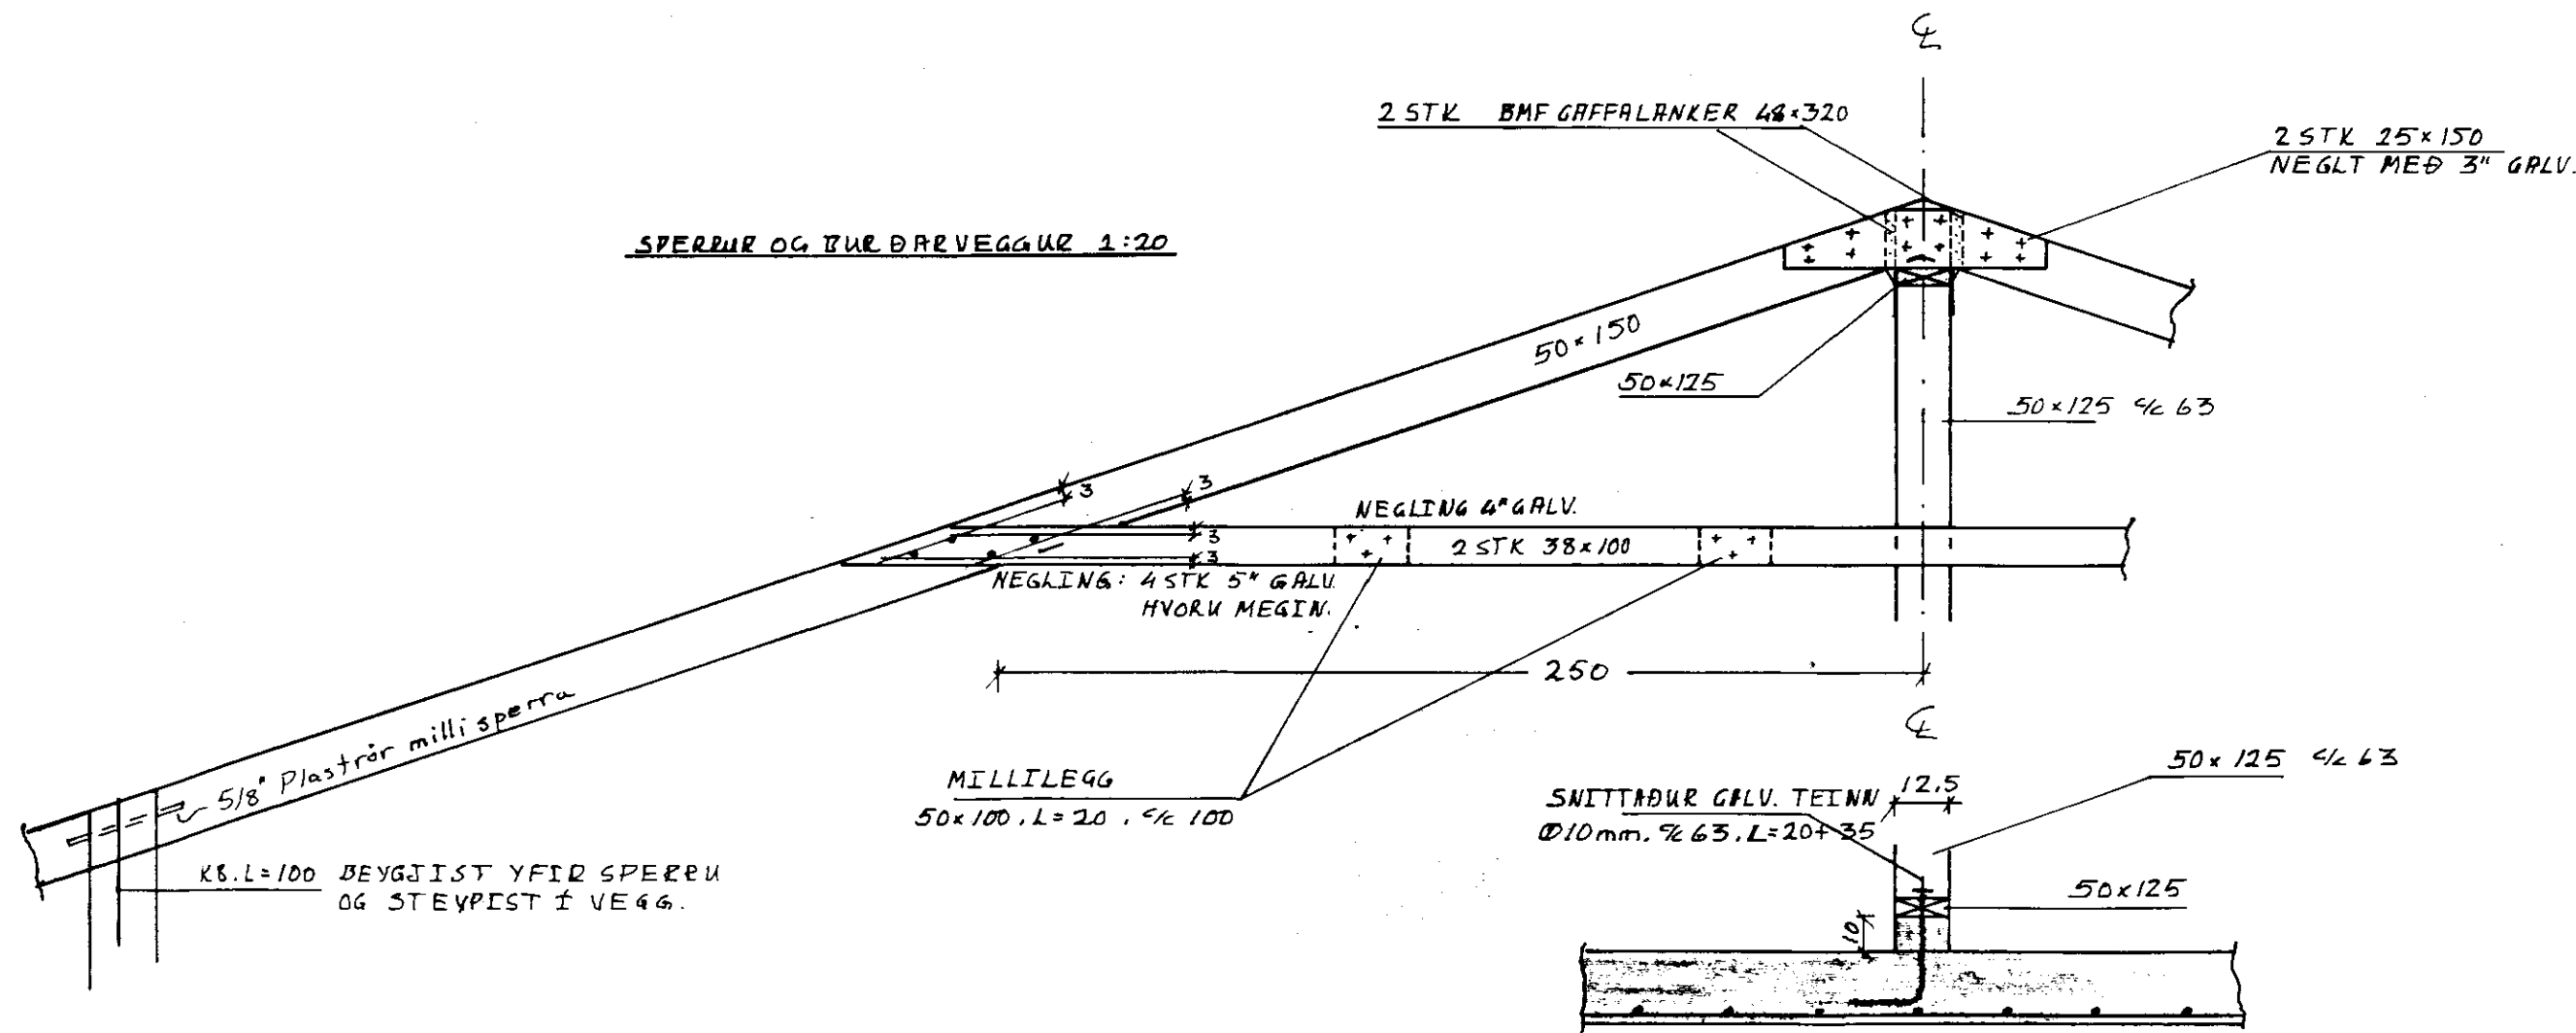 ℄
2 STK BMF GAFFALANKER 48×320
2 STK 25×150
NEGLT MEÐ 3" GALV.
SPERRUR OG BURÐARVEGGUR 1:20
50×150
50×125
50×125 c/c 63
3
3
NEGLING 4" GALV.
3
2 STK 38×100
3
NEGLING: 4 STK 5" GALV.
HVORU MEGIN.
250
5/8" Plaströr milli sperra
℄
MILLILEGG
50×100. L=20. c/c 100
50×125 c/c 63
12.5
SNITTAÐUR GALV. TEINN
Ø10mm. c/c 63. L=20+35
K8. L=100 BEYGJIST YFIR SPERRU
OG STEYPIST Í VEGG.
50×125
10